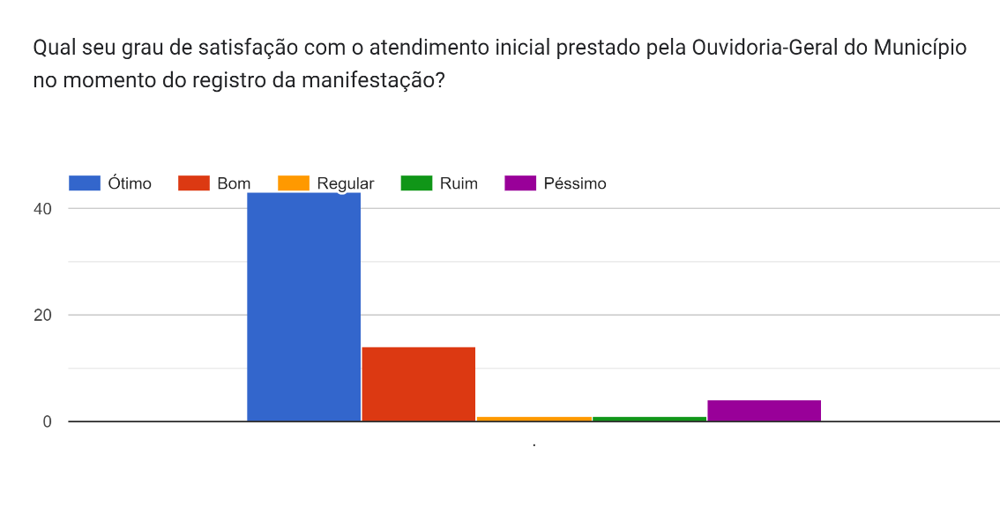 Qual seu grau de satisfação com o atendimento inicial prestado pela Ouvidoria-Geral do Município
no momento do registro da manifestação?
Ótimo Bom Regular Ruim Péssimo
40
20
0
.